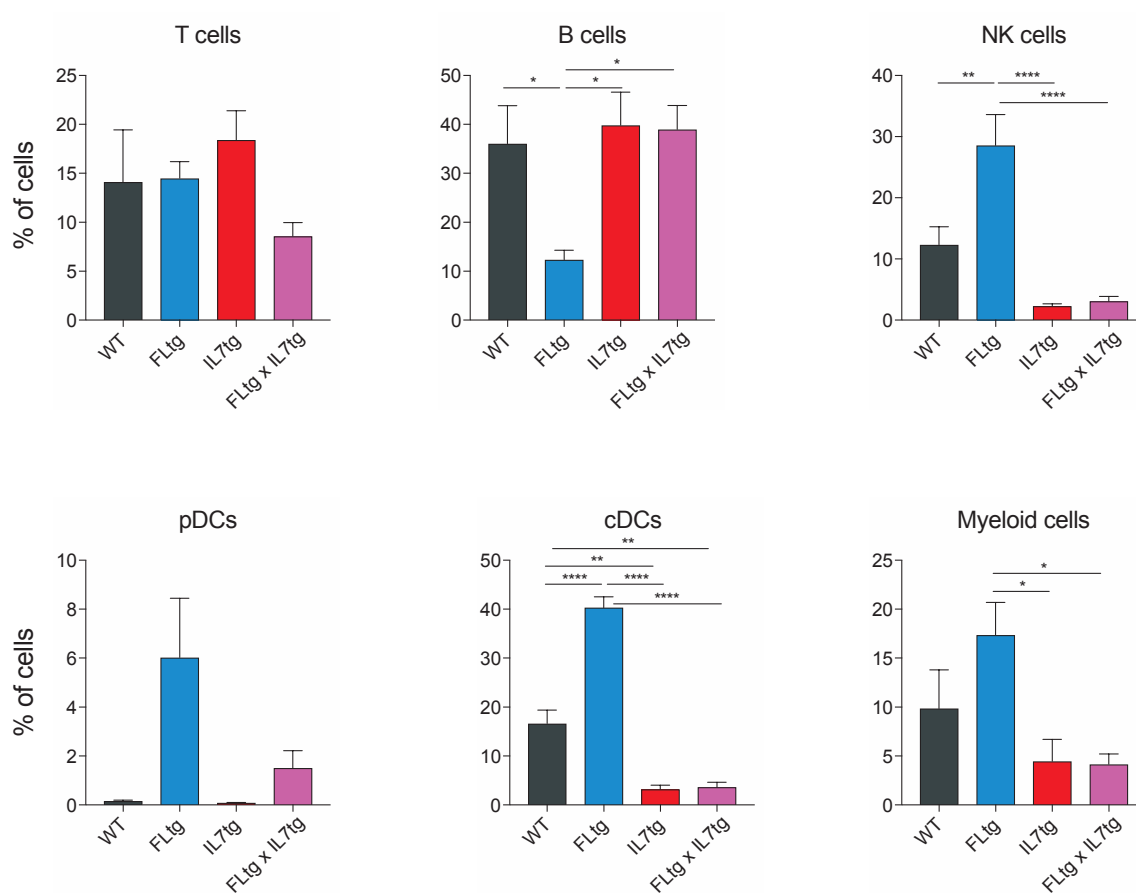 T cells
% of cells
25
20
15
10
5
0
WT
FLtg
IL7tg
FLtg x IL7tg
B cells
50
40
30
20
10
0
*
*
*
WT
FLtg
IL7tg
FLtg x IL7tg
NK cells
40
30
20
10
0
**
****
****
WT
FLtg
IL7tg
FLtg x IL7tg
pDCs
% of cells
10
8
6
4
2
0
WT
FLtg
IL7tg
FLtg x IL7tg
cDCs
50
40
30
20
10
0
**
**
****
****
****
WT
FLtg
IL7tg
FLtg x IL7tg
Myeloid cells
25
20
15
10
5
0
*
*
WT
FLtg
IL7tg
FLtg x IL7tg